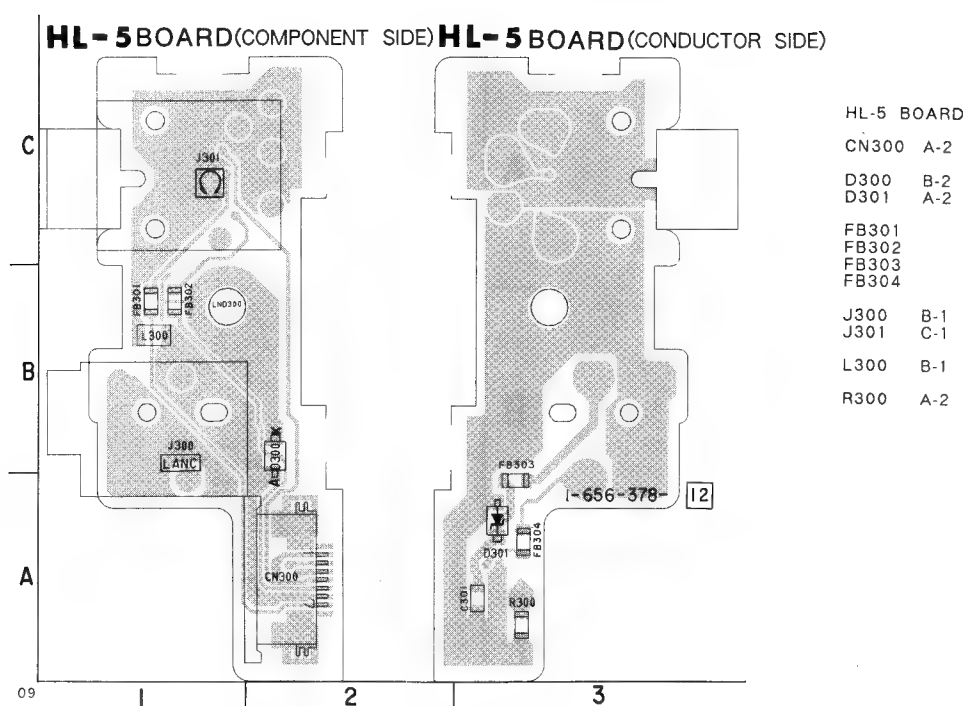 HL-5 BOARD (COMPONENT SIDE) HL-5 BOARD (CONDUCTOR SIDE)
C
J301
FB301
FB302
LND300
L300
B
J300
LANC
A
D300
K
FB303
1-656-378- 12
D301
FB304
A
CN300
C301
R300
09
1
2
3
HL-5 BOARD
CN300 A-2
D300 B-2
D301 A-2
FB301
FB302
FB303
FB304
J300 B-1
J301 C-1
L300 B-1
R300 A-2